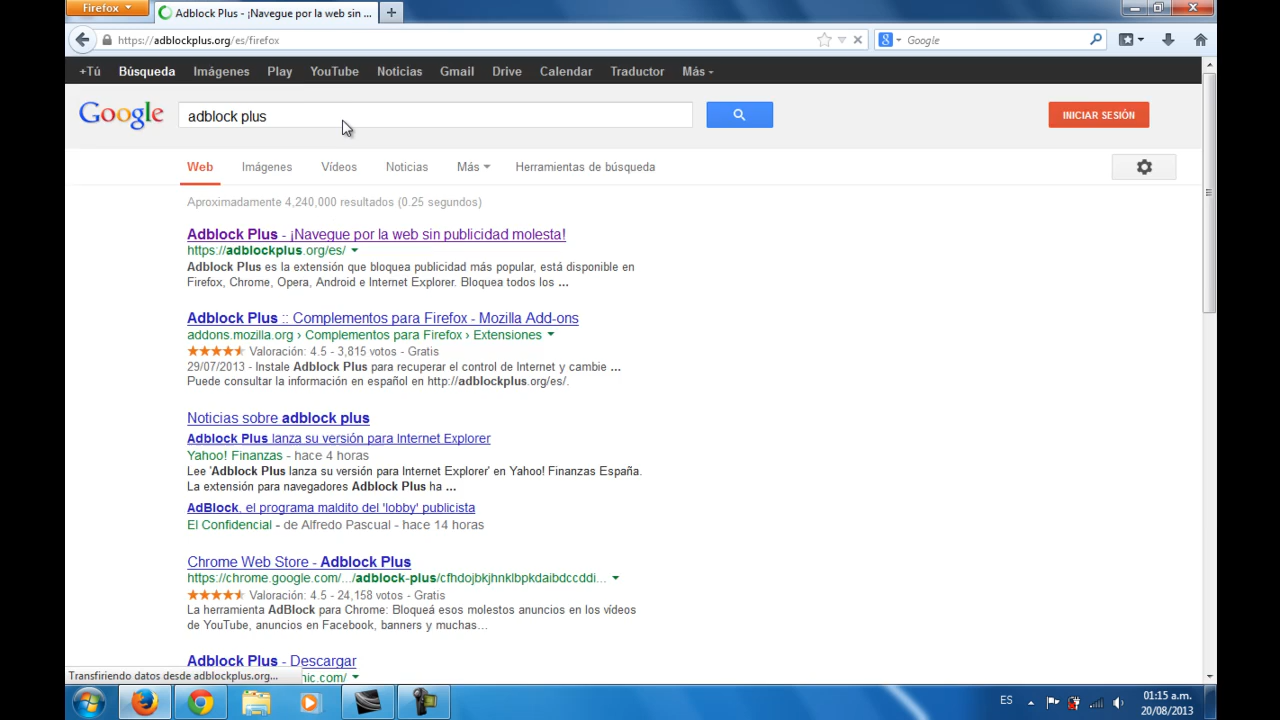 Firefox
Adblock Plus - ¡Navegue por la web sin ...
https://adblockplus.org/es/firefox
Google
+Tú Búsqueda Imágenes Play YouTube Noticias Gmail Drive Calendar Traductor Más
Google
adblock plus
INICIAR SESIÓN
Web Imágenes Vídeos Noticias Más Herramientas de búsqueda
Aproximadamente 4,240,000 resultados (0.25 segundos)
Adblock Plus - ¡Navegue por la web sin publicidad molesta!
https://adblockplus.org/es/
Adblock Plus es la extensión que bloquea publicidad más popular, está disponible en
Firefox, Chrome, Opera, Android e Internet Explorer. Bloquea todos los ...
Adblock Plus :: Complementos para Firefox - Mozilla Add-ons
addons.mozilla.org › Complementos para Firefox › Extensiones
Valoración: 4.5 - 3,815 votos - Gratis
29/07/2013 - Instale Adblock Plus para recuperar el control de Internet y cambie ...
Puede consultar la información en español en http://adblockplus.org/es/.
Noticias sobre adblock plus
Adblock Plus lanza su versión para Internet Explorer
Yahoo! Finanzas - hace 4 horas
Lee 'Adblock Plus lanza su versión para Internet Explorer' en Yahoo! Finanzas España.
La extensión para navegadores Adblock Plus ha ...
AdBlock, el programa maldito del 'lobby' publicista
El Confidencial - de Alfredo Pascual - hace 14 horas
Chrome Web Store - Adblock Plus
https://chrome.google.com/.../adblock-plus/cfhdojbkjhnklbpkdaibdccddi...
Valoración: 4.5 - 24,158 votos - Gratis
La herramienta AdBlock para Chrome: Bloqueá esos molestos anuncios en los vídeos
de YouTube, anuncios en Facebook, banners y muchas...
Adblock Plus - Descargar
nic.com/
Transfiriendo datos desde adblockplus.org...
ES
01:15 a.m.
20/08/2013